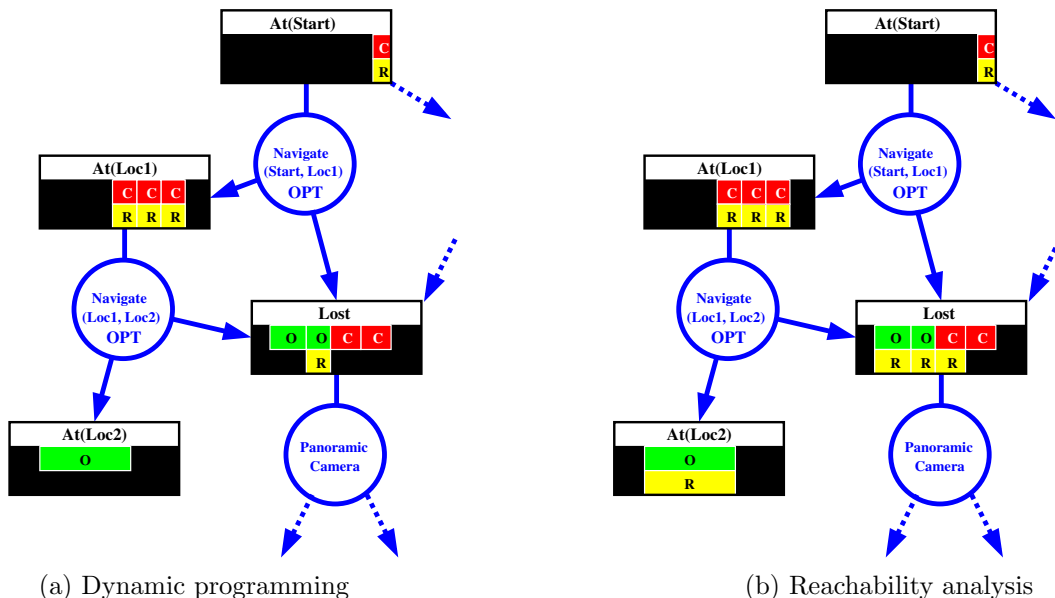 At(Start)
C
R
Navigate
(Start, Loc1)
OPT
At(Loc1)
C C C
R R R
Navigate
(Loc1, Loc2)
OPT
Lost
O O C C
R
At(Loc2)
O
Panoramic
Camera
(a) Dynamic programming
At(Start)
C
R
Navigate
(Start, Loc1)
OPT
At(Loc1)
C C C
R R R
Navigate
(Loc1, Loc2)
OPT
Lost
O O C C
R R R
At(Loc2)
O
R
Panoramic
Camera
(b) Reachability analysis